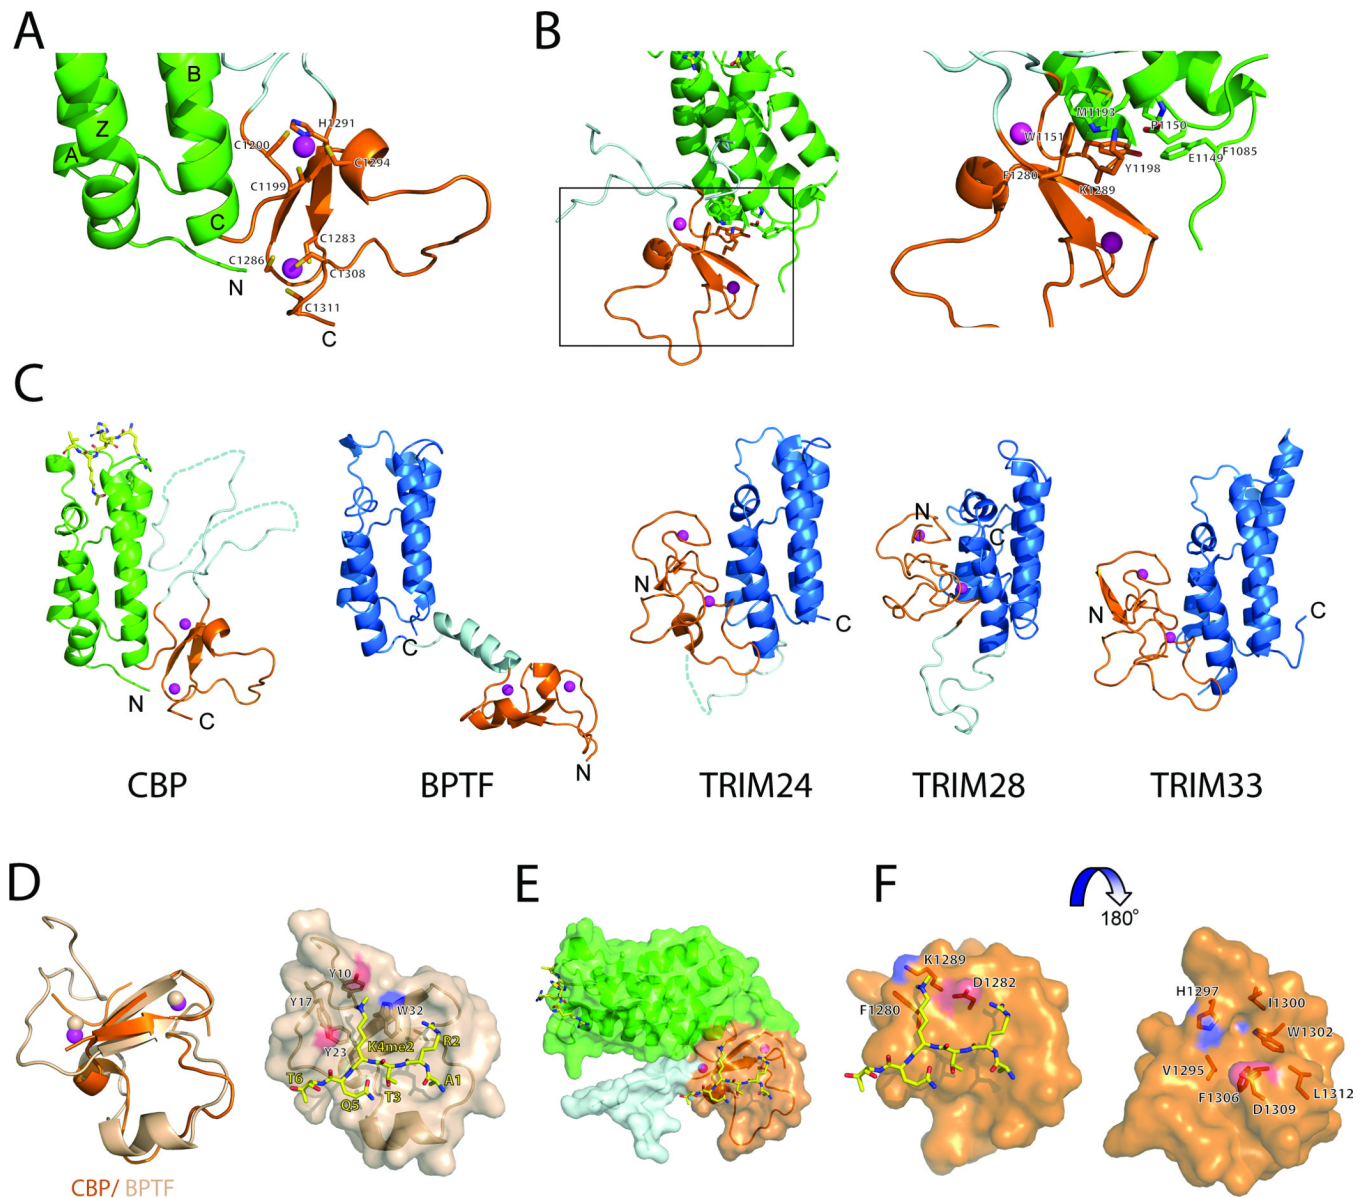 A
B
Z
A
C
N
C
C1200
H1291
C1294
C1199
C1283
C1286
C1308
C1311
B
M1193
W1151
P1150
F1085
E1149
Y1198
F1280
K1289
C
N
C
CBP
C
N
BPTF
N
C
TRIM24
N
C
TRIM28
N
C
TRIM33
D
CBP/ BPTF
Y10
Y17
W32
Y23
K4me2
R2
T6
Q5
T3
A1
E
F
180°
K1289
D1282
F1280
H1297
I1300
W1302
V1295
F1306
D1309
L1312